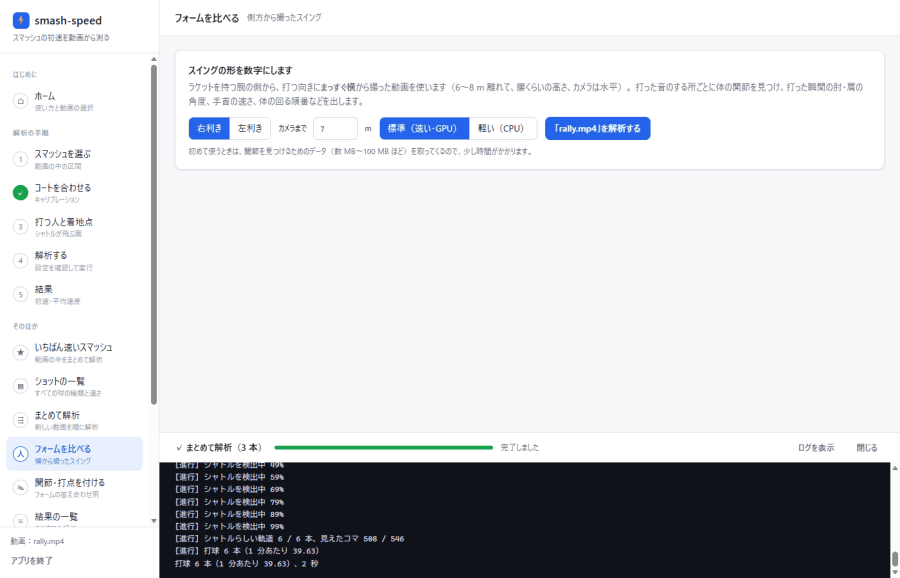 smash-speed
スマッシュの初速を動画から測る
はじめに
ホーム
使い方と動画の選択
解析の手順
1
スマッシュを選ぶ
動画の中の区間
コートを合わせる
キャリブレーション
3
打つ人と着地点
シャトルが飛ぶ面
4
解析する
設定を確認して実行
5
結果
初速・平均速度
そのほか
いちばん速いスマッシュ
動画の中をまとめて解析
ショットの一覧
すべての球の種類と速さ
まとめて解析
新しい動画を順に解析
フォームを比べる
横から撮ったスイング
関節・打点を付ける
フォームの答え合わせ用
結果の一覧
動画：rally.mp4
アプリを終了
フォームを比べる 側方から撮ったスイング
スイングの形を数字にします
ラケットを持つ腕の側から、打つ向きにまっすぐ横から撮った動画を使います（6〜8 m 離れて、腰くらいの高さ、カメラは水平）。打った音のする所ごとに体の関節を見つけ、打った瞬間の肘・肩の
角度、手首の速さ、体の回る順番などを出します。
右利き 左利き カメラまで 7 m 標準（速い・GPU） 軽い（CPU） 「rally.mp4」を解析する
初めて使うときは、関節を見つけるためのデータ（数 MB〜100 MB ほど）を取ってくるので、少し時間がかかります。
✓ まとめて解析（3 本） 完了しました ログを表示 閉じる
[進行] シャトルを検出中 49%
[進行] シャトルを検出中 59%
[進行] シャトルを検出中 69%
[進行] シャトルを検出中 79%
[進行] シャトルを検出中 89%
[進行] シャトルを検出中 99%
[進行] シャトルらしい軌道 6 / 6 本、見えたコマ 508 / 546
[進行] 打球 6 本（1 分あたり 39.63）
打球 6 本（1 分あたり 39.63）、2 秒